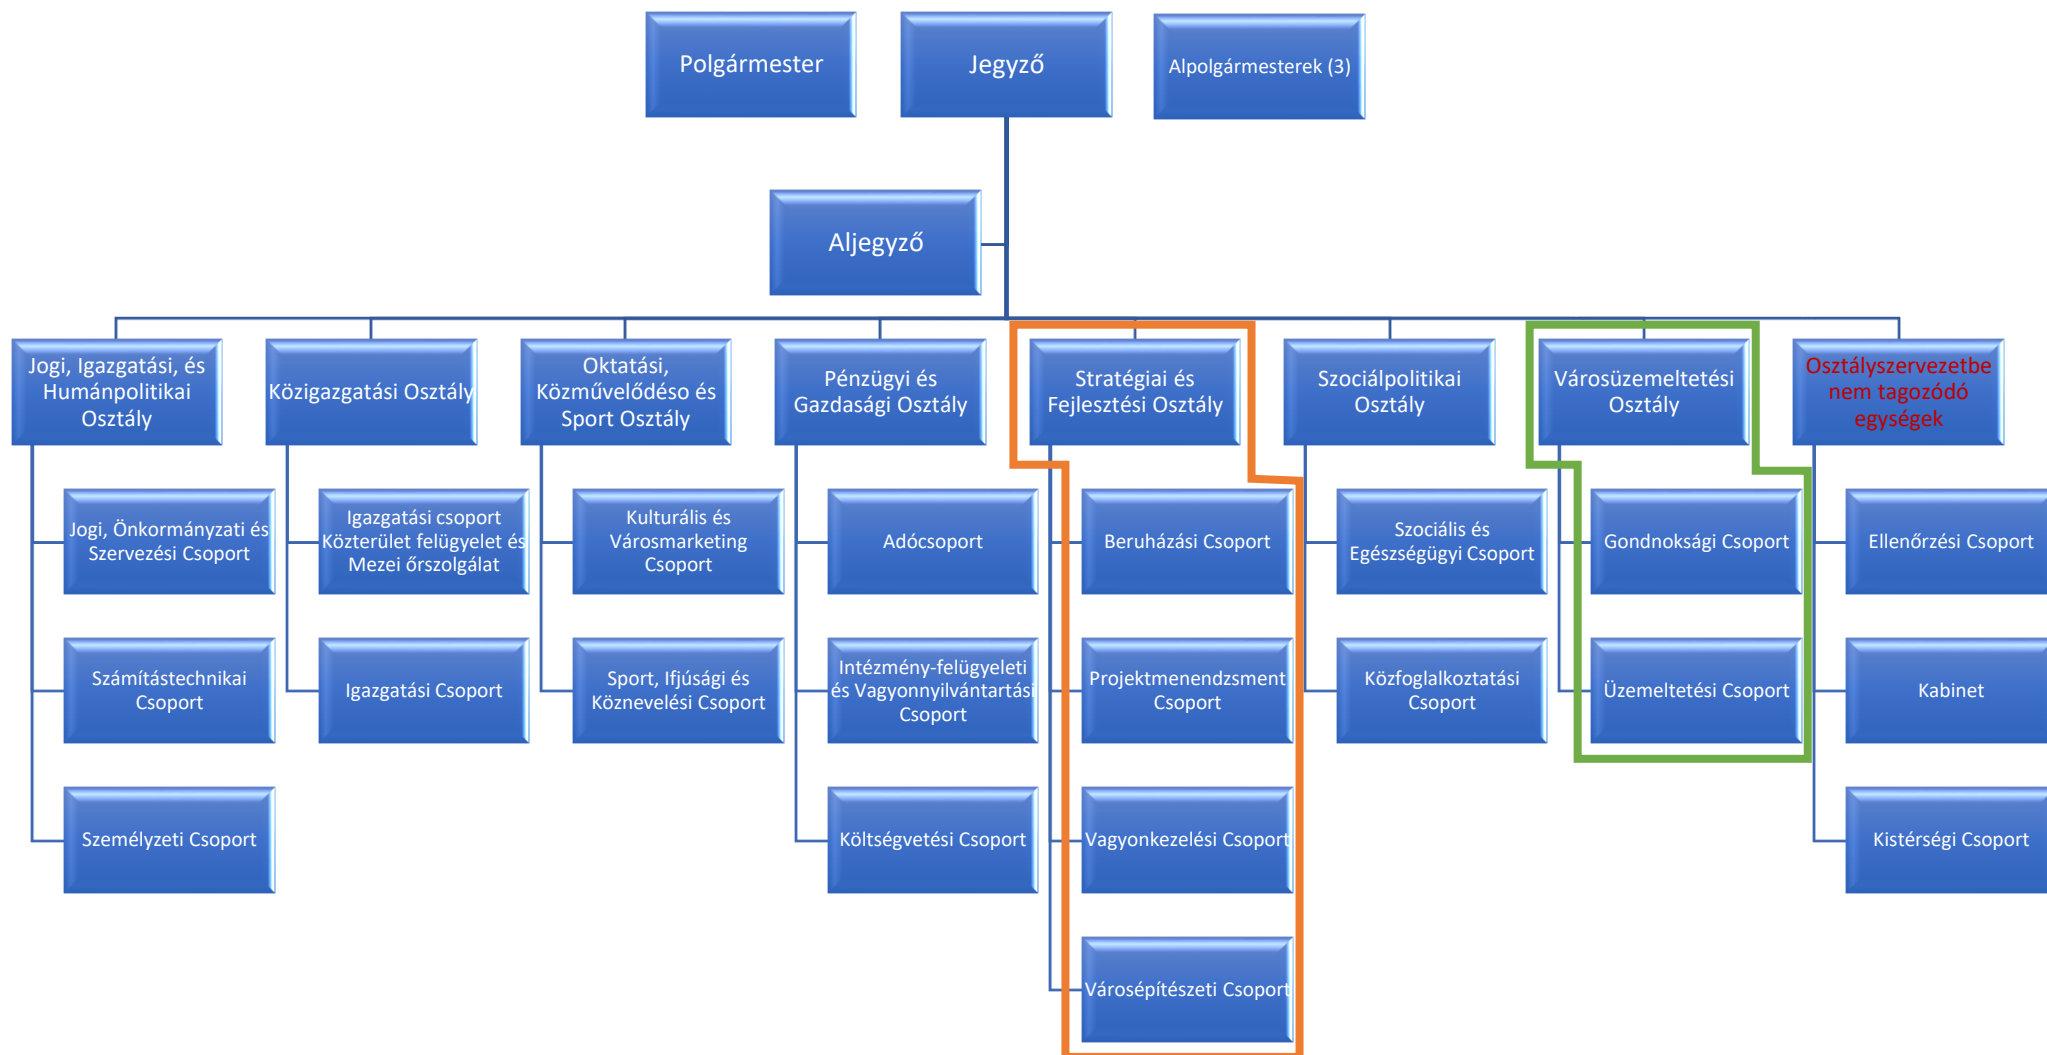 Polgármester
Jegyző
Alpolgármesterek (3)
Aljegyző
Jogi, Igazgatási, és
Humánpolitikai
Osztály
Közigazgatási Osztály
Oktatási,
Közművelődéso és
Sport Osztály
Pénzügyi és
Gazdasági Osztály
Stratégiai és
Fejlesztési Osztály
Szociálpolitikai
Osztály
Városüzemeltetési
Osztály
Osztályszervezetbe
nem tagozódó
egységek
Jogi, Önkormányzati és
Szervezési Csoport
Igazgatási csoport
Közterület felügyelet és
Mezei őrszolgálat
Kulturális és
Városmarketing
Csoport
Adócsoport
Beruházási Csoport
Szociális és
Egészségügyi Csoport
Gondnoksági Csoport
Ellenőrzési Csoport
Számítástechnikai
Csoport
Igazgatási Csoport
Sport, Ifjúsági és
Köznevelési Csoport
Intézmény-felügyeleti
és Vagyonnyilvántartási
Csoport
Projektmenendzsment
Csoport
Közfoglalkoztatási
Csoport
Üzemeltetési Csoport
Kabinet
Személyzeti Csoport
Költségvetési Csoport
Vagyonkezelési Csoport
Kistérségi Csoport
Városépítészeti Csoport